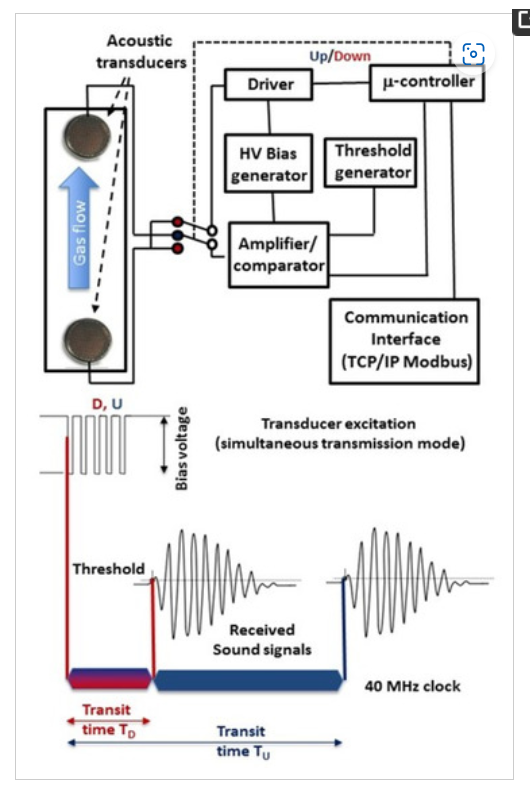 Acoustic
transducers
Up/Down
Driver
μ-controller
HV Bias
generator
Threshold
generator
Gas flow
Amplifier/
comparator
Communication
Interface
(TCP/IP Modbus)
D, U
Bias voltage
Transducer excitation
(simultaneous transmission mode)
Threshold
Received
Sound signals
40 MHz clock
Transit
time TD
Transit
time TU